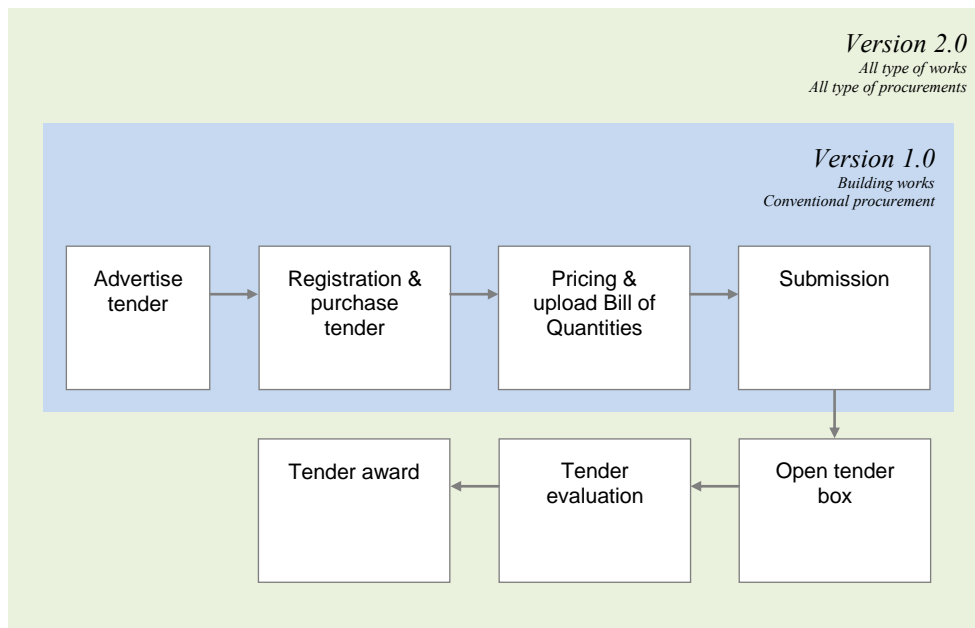 Version 2.0
All type of works
All type of procurements
Version 1.0
Building works
Conventional procurement
Advertise
tender
Registration &
purchase
tender
Pricing &
upload Bill of
Quantities
Submission
Tender award
Tender
evaluation
Open tender
box